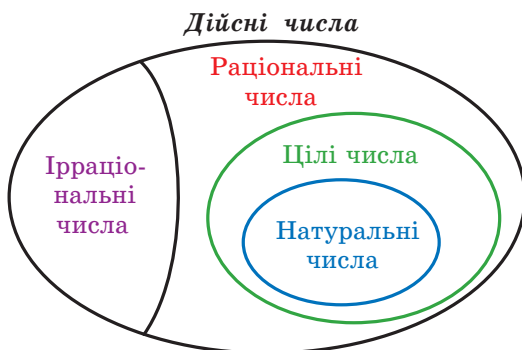 Дійсні числа
Раціональні
числа
Ірраціо-
нальні
числа
Цілі числа
Натуральні
числа